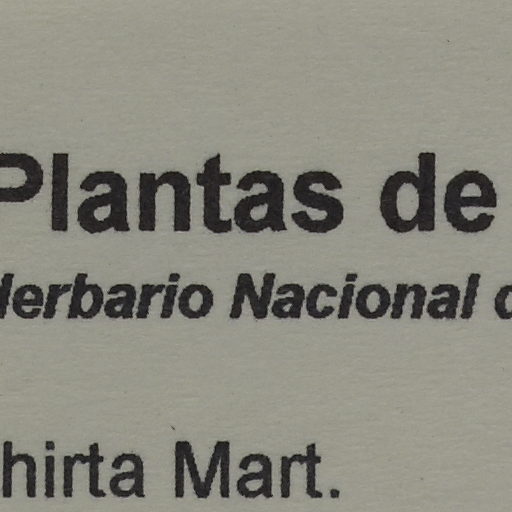 Plantas de
Herbario Nacional d
hirta Mart.